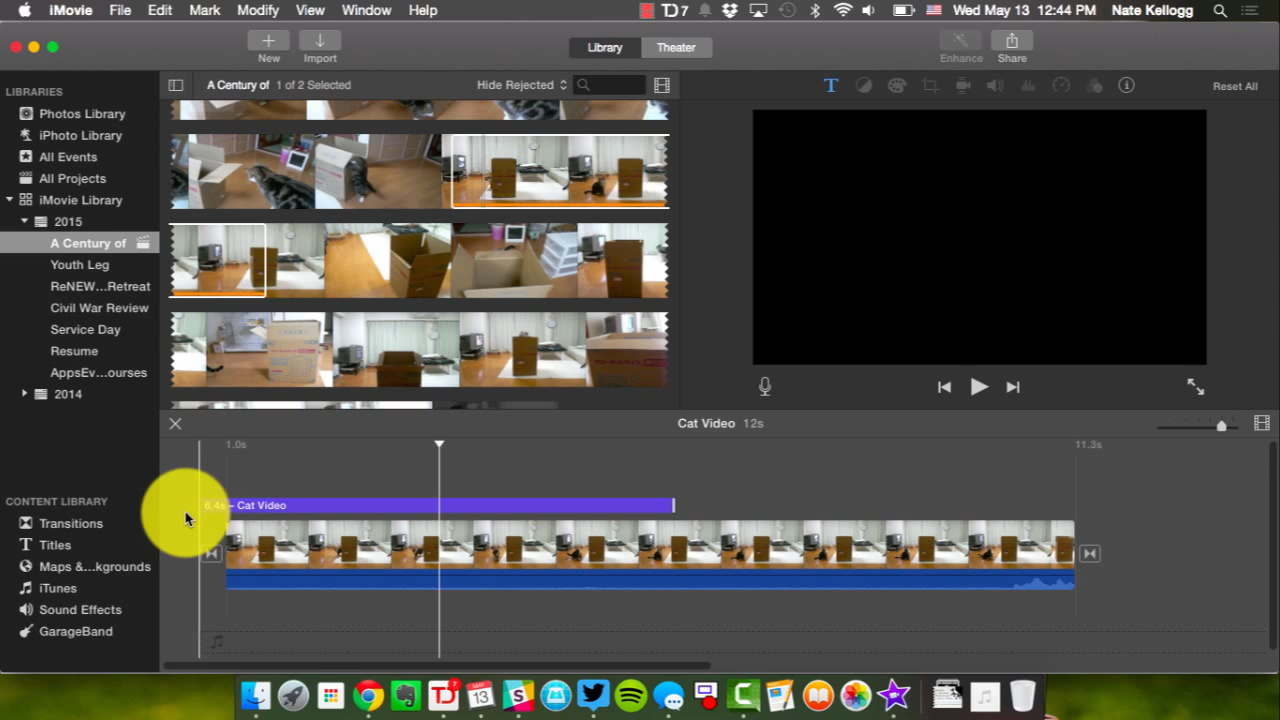 iMovie File Edit Mark Modify View Window Help 7 Wed May 13 12:44 PM Nate Kellogg
New Import Library Theater Enhance Share
LIBRARIES
Photos Library
iPhoto Library
All Events
All Projects
iMovie Library
2015
A Century of
Youth Leg
ReNEW...Retreat
Civil War Review
Service Day
Resume
AppsEv...ourses
2014
A Century of 1 of 2 Selected Hide Rejected
T Reset All
Cat Video 12s
1.0s 11.3s
6.4s – Cat Video
CONTENT LIBRARY
Transitions
T Titles
Maps &...kgrounds
iTunes
Sound Effects
GarageBand
7 MAY 13